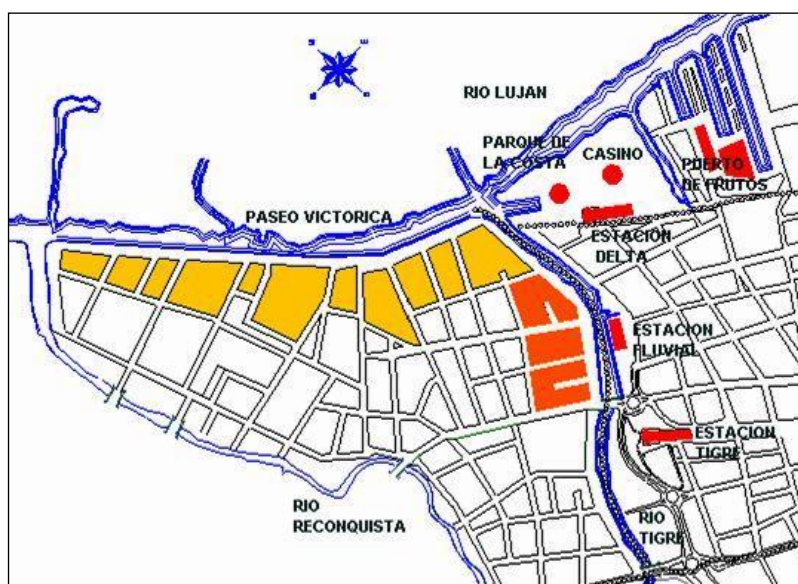 RIO LUJAN
PARQUE DE
LA COSTA
CASINO
PUERTO
DE FRUTOS
PASEO VICTORICA
ESTACIÓN
DELTA
ESTACION
FLUVIAL
ESTACION
TIGRE
RIO
RECONQUISTA
RIO
TIGRE